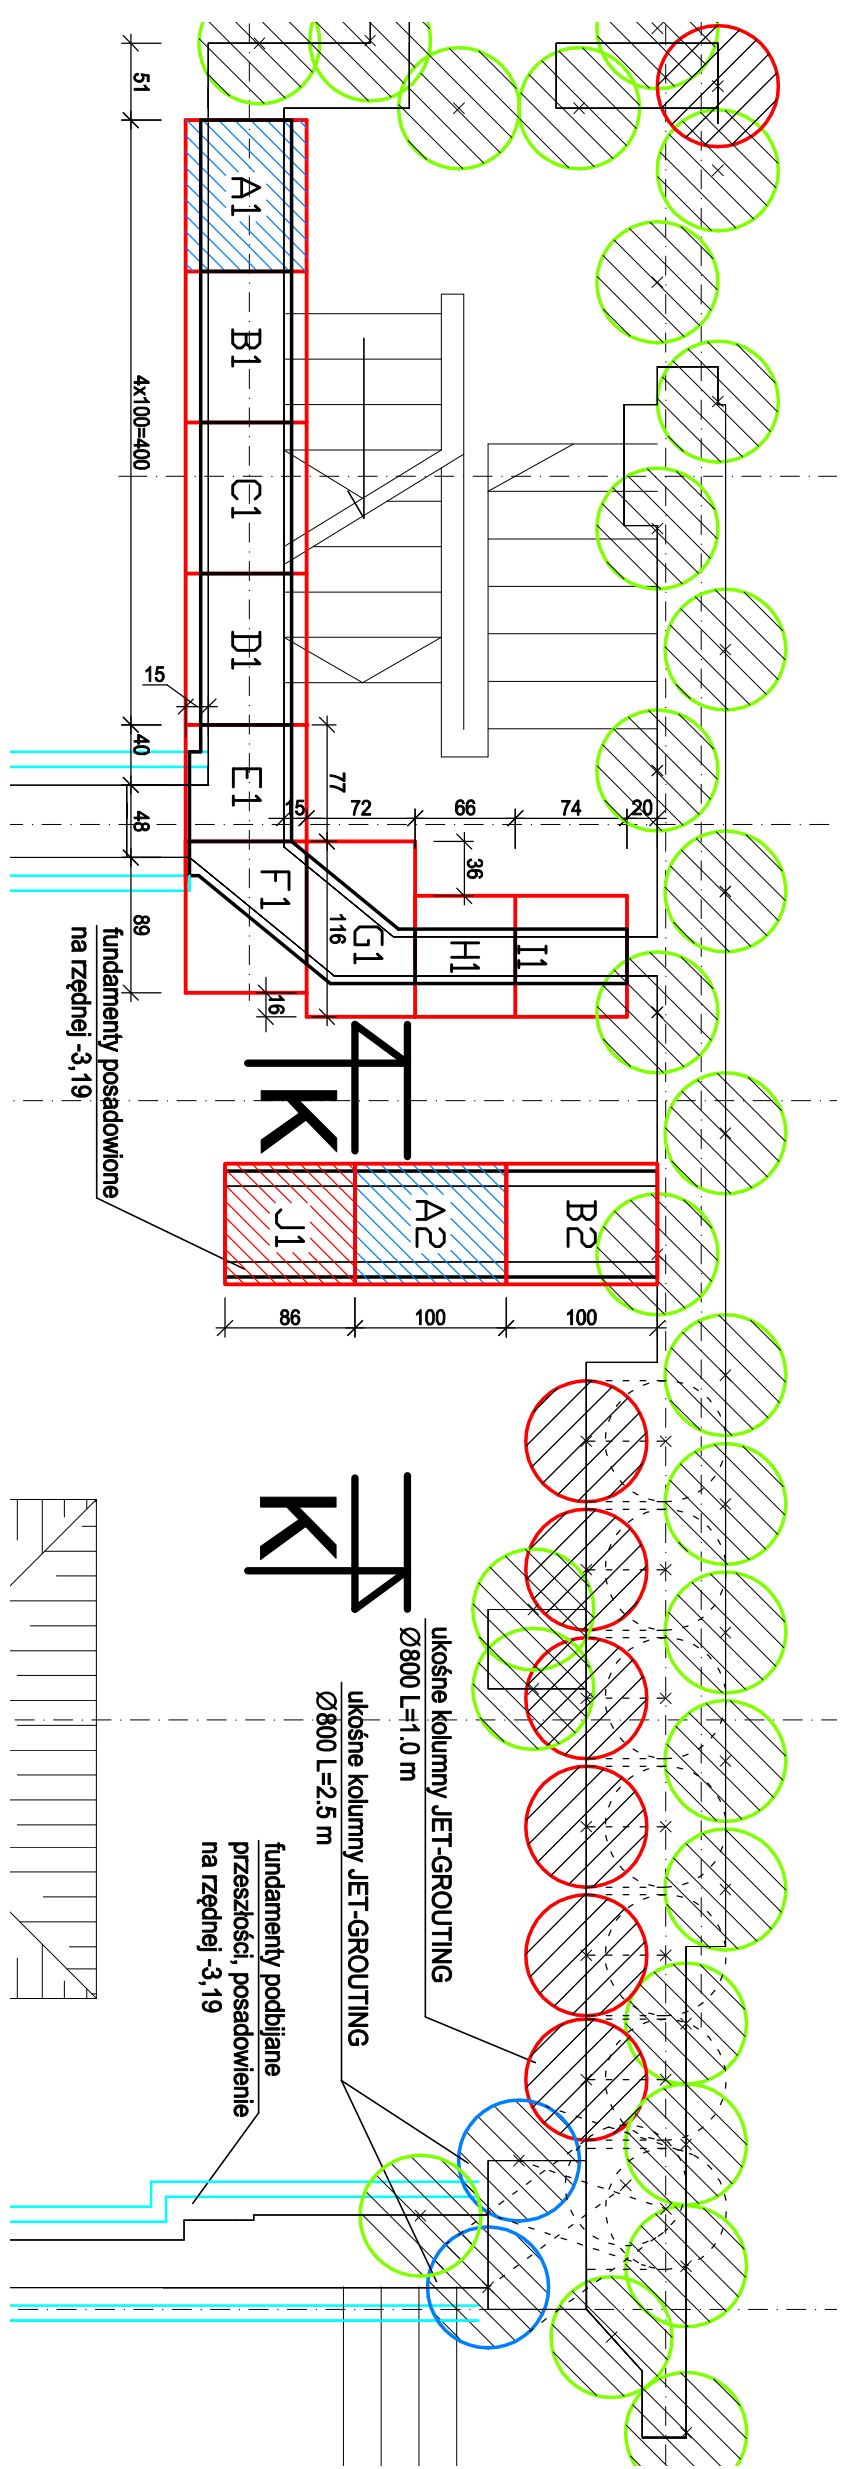 51
A1
B1
4x100=400
C1
D1
15
40
E1
77
15
72
66
74
20
48
36
F1
89
116
G1
H1
I1
16
fundamenty posadowione
na rzędnej -3,19
K
J1
A2
B2
86
100
100
K
ukośne kolumny JET-GROUTING
Ø800 L=1.0 m
ukośne kolumny JET-GROUTING
Ø800 L=2.5 m
fundamenty podbijane
przeszłości, posadowienie
na rzędnej -3,19